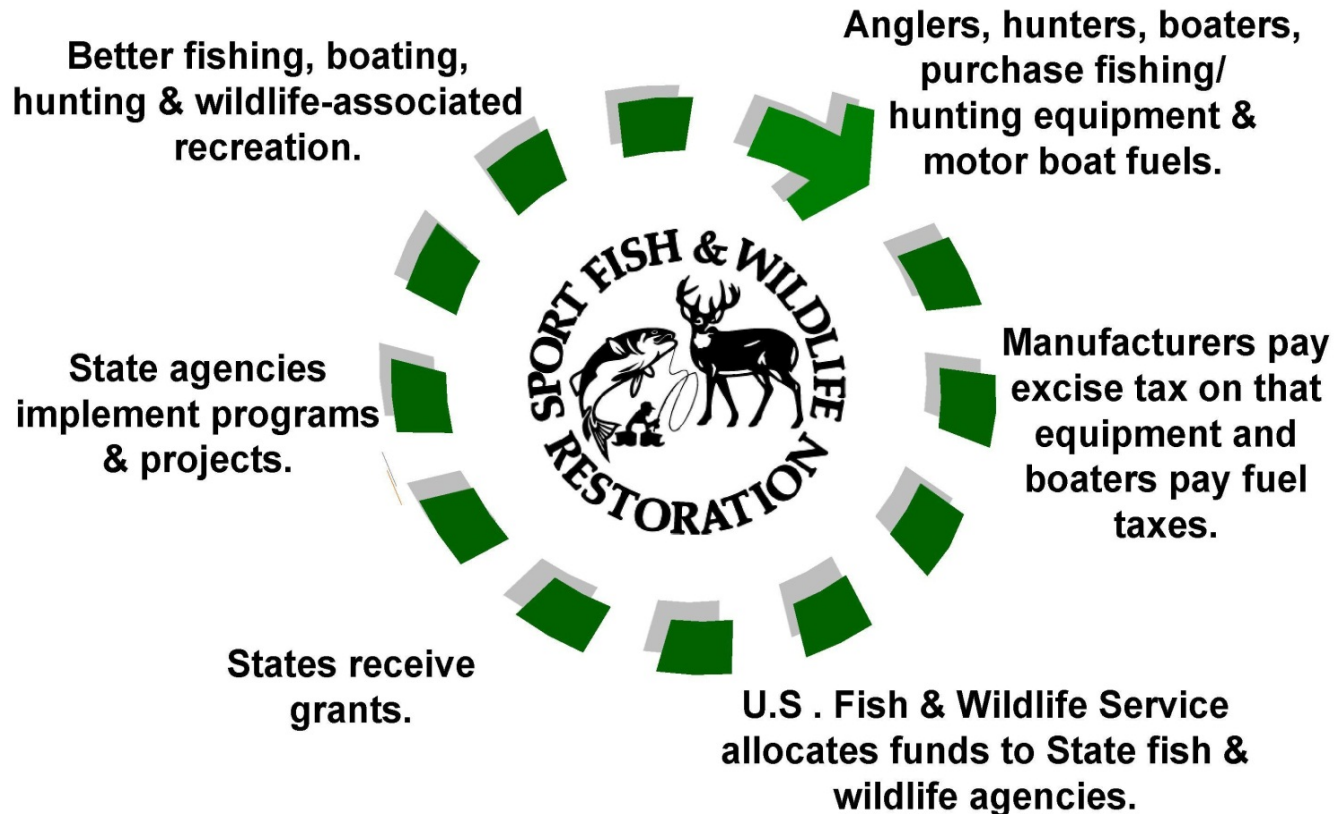 Anglers, hunters, boaters,
purchase fishing/
hunting equipment &
motor boat fuels.
Manufacturers pay
excise tax on that
equipment and
boaters pay fuel
taxes.
U.S . Fish & Wildlife Service
allocates funds to State fish &
wildlife agencies.
States receive
grants.
State agencies
implement programs
& projects.
Better fishing, boating,
hunting & wildlife-associated
recreation.
SPORT FISH & WILDLIFE
RESTORATION